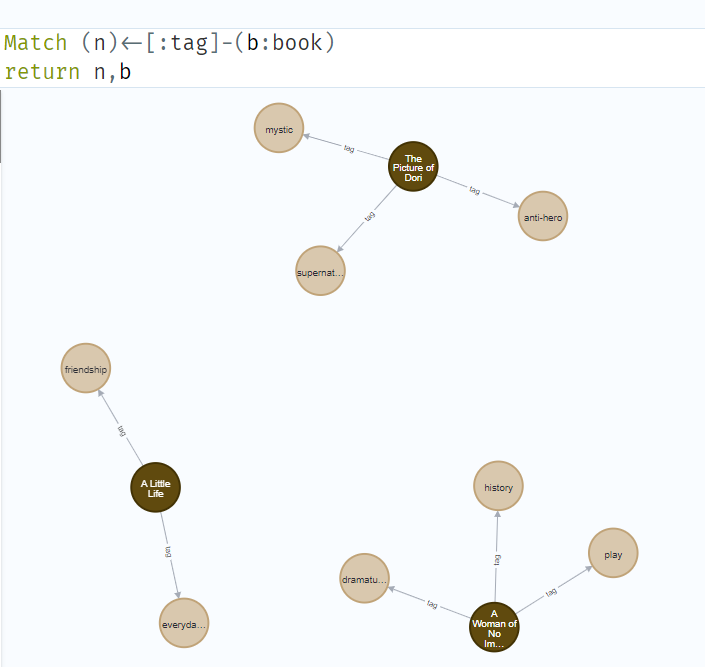 Match (n)<-[:tag]-(b:book)
return n,b
mystic
tag
The
Picture of
Dori
tag
anti-hero
tag
supernat...
friendship
tag
A Little
Life
tag
everyda...
history
tag
play
tag
dramatu...
tag
A
Woman of
No
Im...